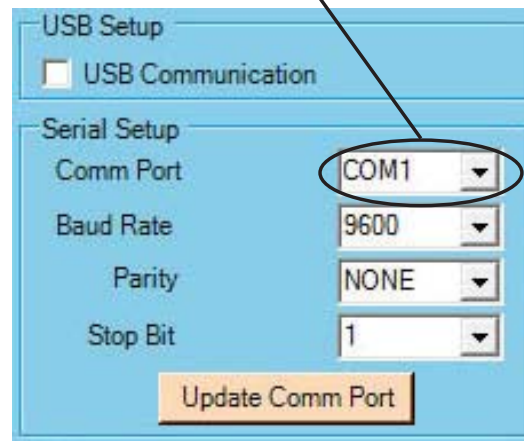 USB Setup
USB Communication
Serial Setup
Comm Port COM1
Baud Rate 9600
Parity NONE
Stop Bit 1
Update Comm Port